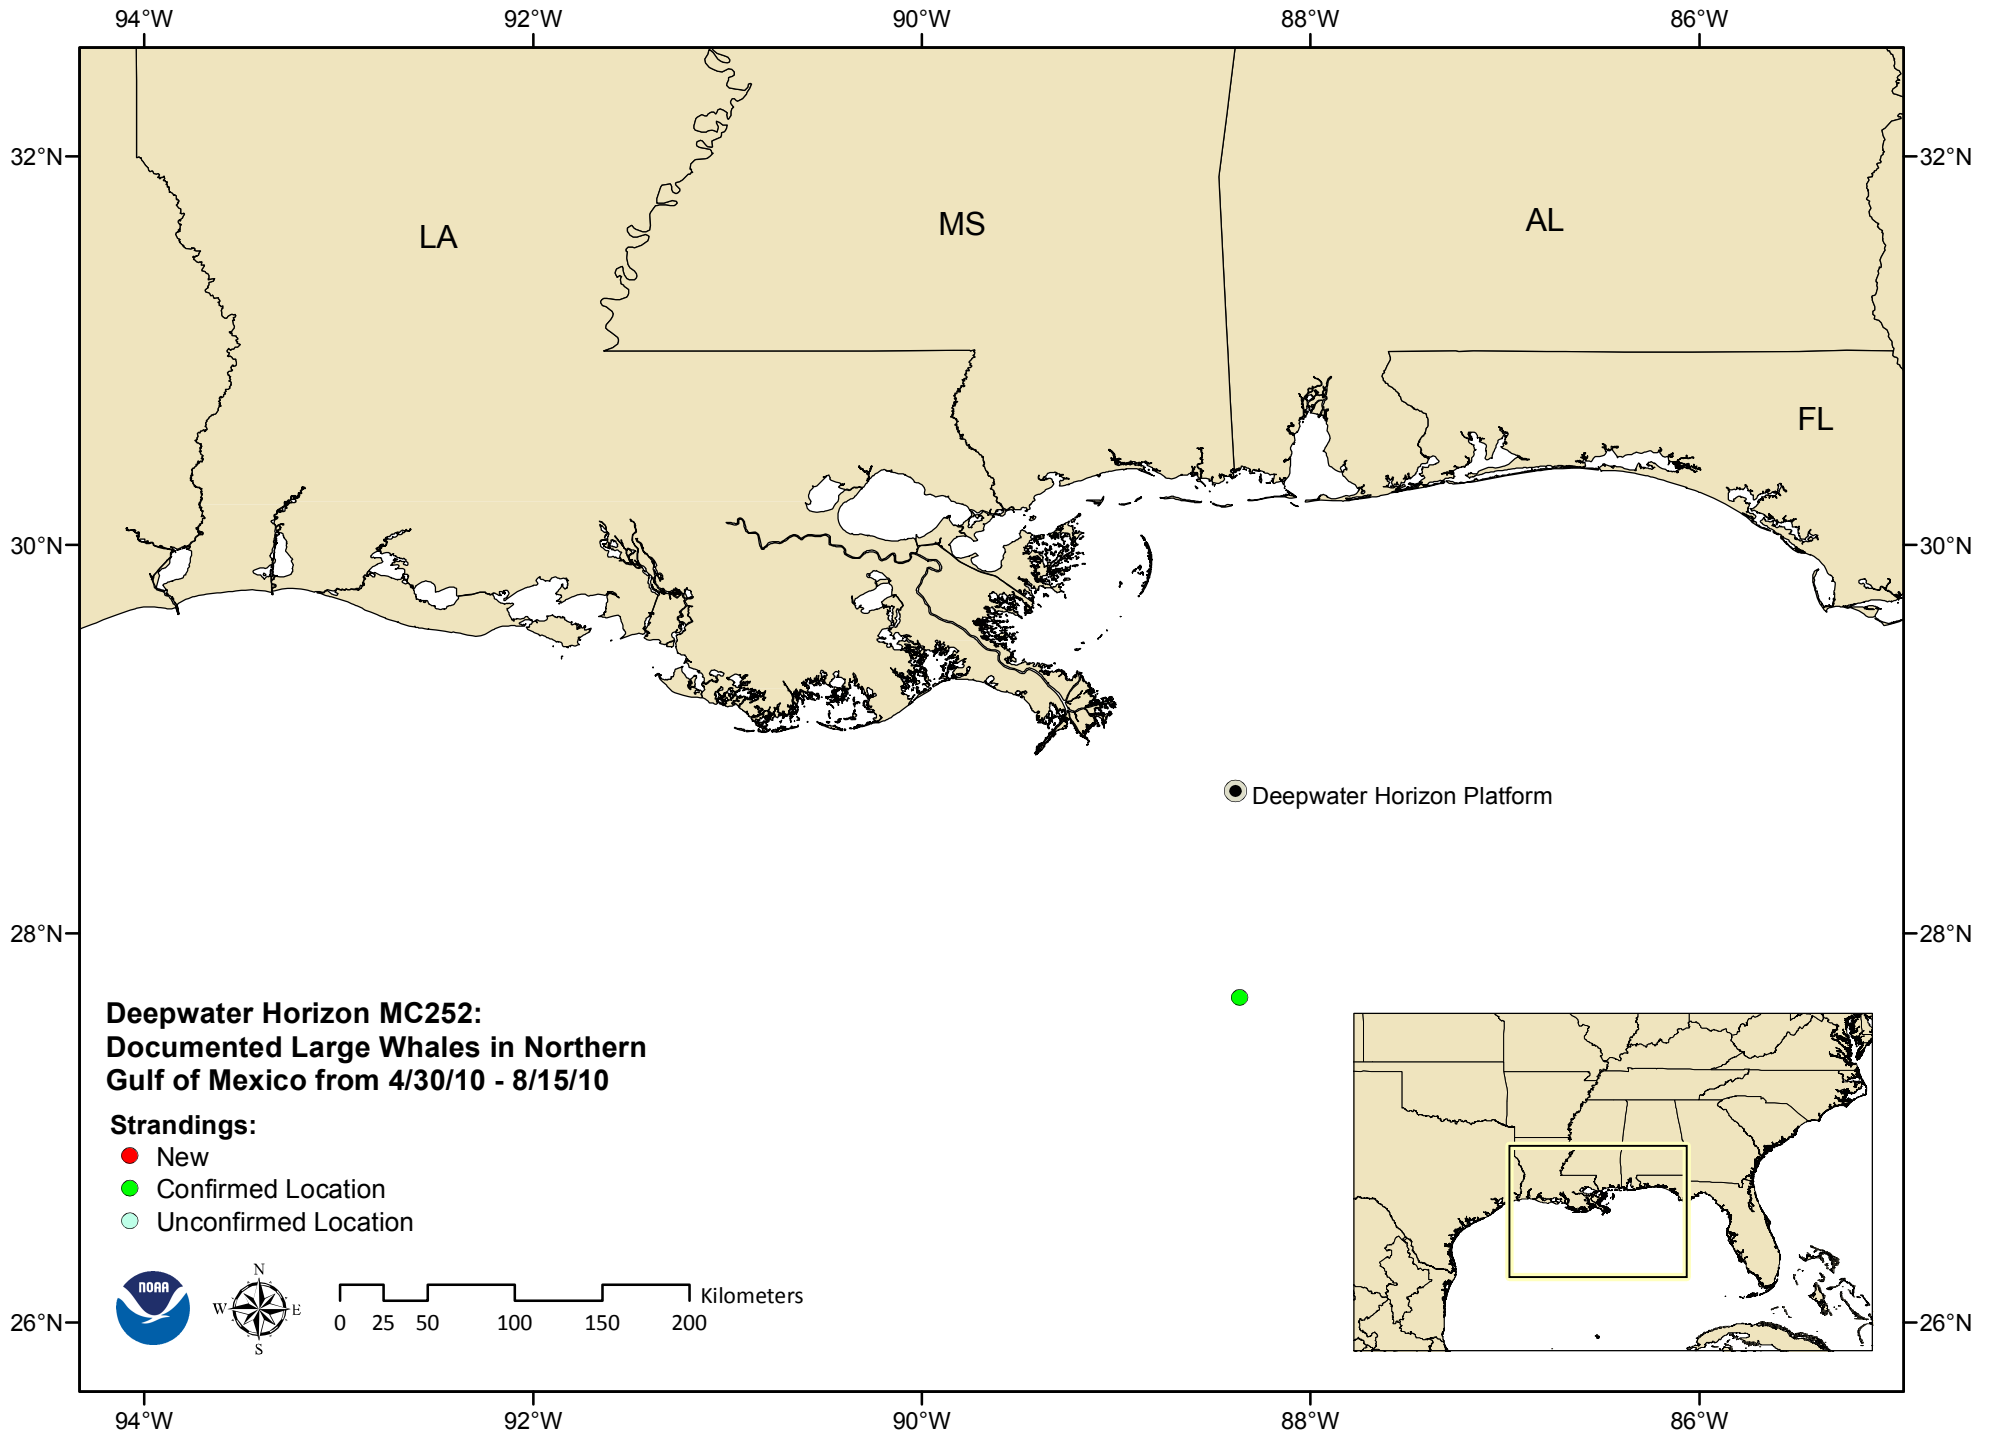 94°W 92°W 90°W 88°W 86°W
32°N 32°N
LA MS AL
FL
30°N 30°N
Deepwater Horizon Platform
28°N 28°N
Deepwater Horizon MC252:
Documented Large Whales in Northern
Gulf of Mexico from 4/30/10 - 8/15/10
Strandings:
New
Confirmed Location
Unconfirmed Location
NOAA
N
W E
S
Kilometers
0 25 50 100 150 200
26°N 26°N
94°W 92°W 90°W 88°W 86°W